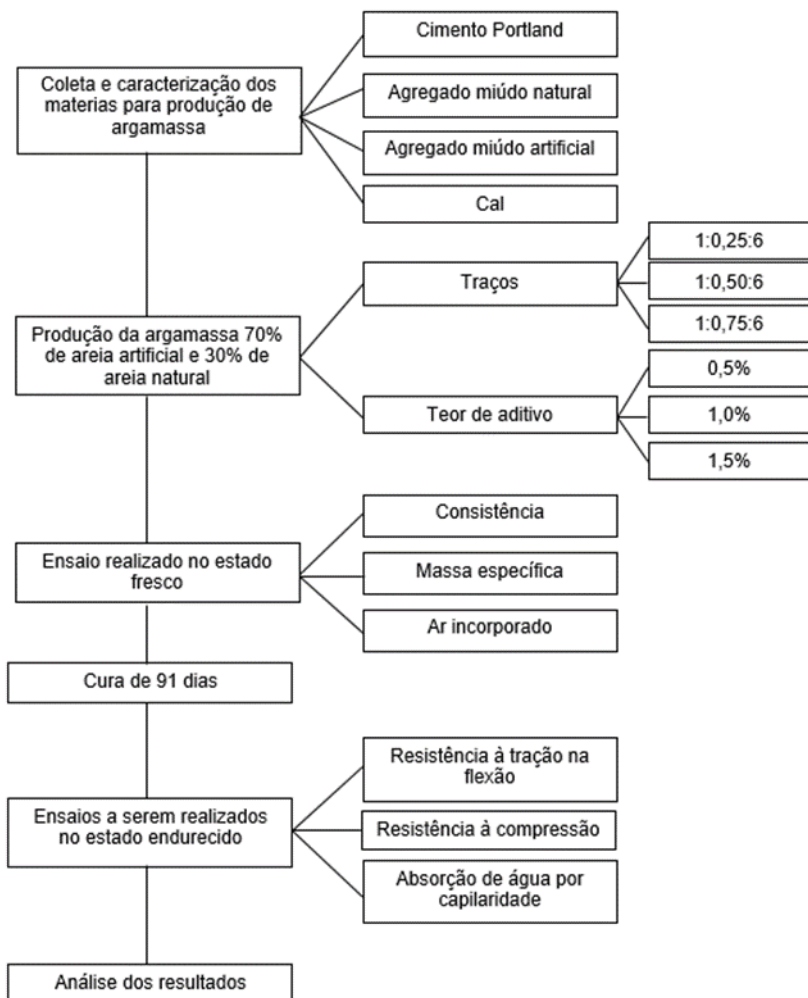 Coleta e caracterização dos
materias para produção de
argamassa
Cimento Portland
Agregado miúdo natural
Agregado miúdo artificial
Cal
Produção da argamassa 70%
de areia artificial e 30% de
areia natural
Traços
1:0,25:6
1:0,50:6
1:0,75:6
Teor de aditivo
0,5%
1,0%
1,5%
Ensaio realizado no estado
fresco
Consistência
Massa específica
Ar incorporado
Cura de 91 dias
Ensaios a serem realizados
no estado endurecido
Resistência à tração na
flexão
Resistência à compressão
Absorção de água por
capilaridade
Análise dos resultados